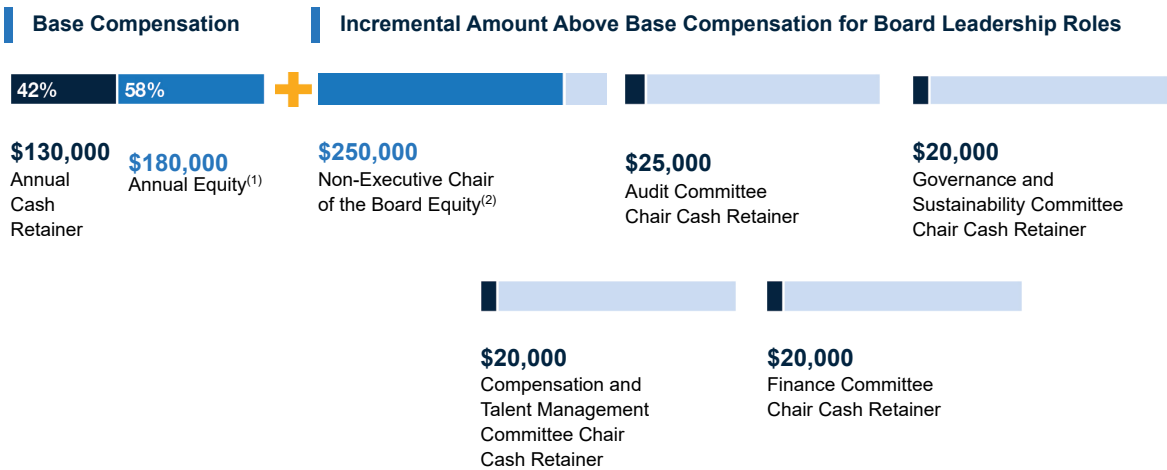 Base Compensation
Incremental Amount Above Base Compensation for Board Leadership Roles
42%
58%
$130,000
Annual
Cash
Retainer
$180,000
Annual Equity(1)
$250,000
Non-Executive Chair
of the Board Equity(2)
$25,000
Audit Committee
Chair Cash Retainer
$20,000
Governance and
Sustainability Committee
Chair Cash Retainer
$20,000
Compensation and
Talent Management
Committee Chair
Cash Retainer
$20,000
Finance Committee
Chair Cash Retainer